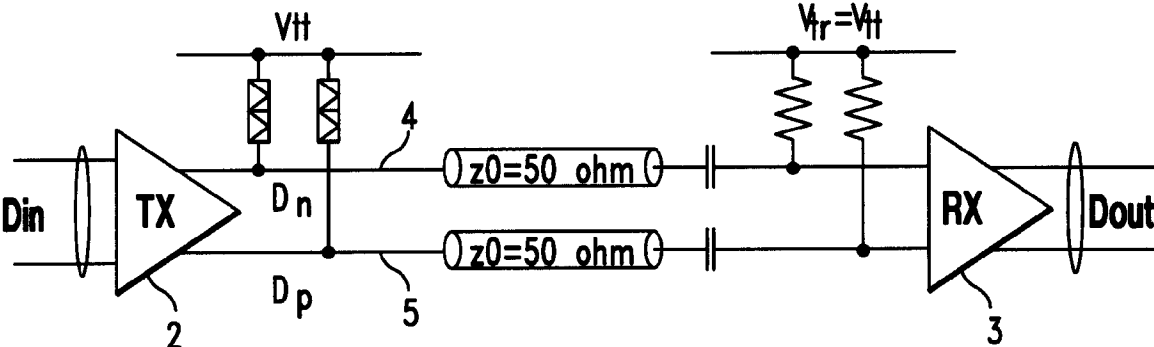 Vtt
Vtr=Vtt
4
z0=50 ohm
Din
TX
Dn
RX
Dout
z0=50 ohm
Dp
2
5
3